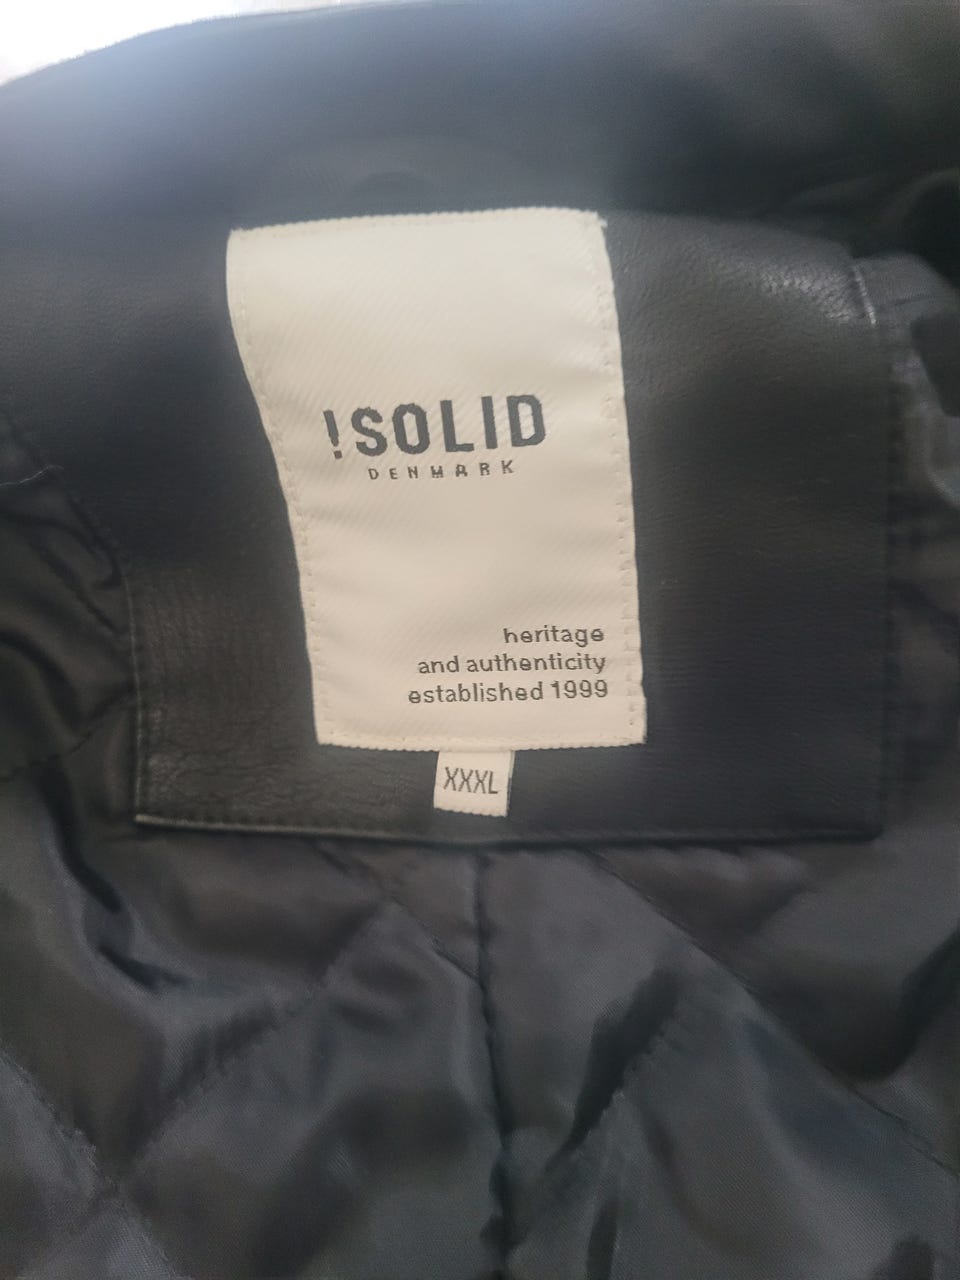 !SOLID
DENMARK
heritage
and authenticity
established 1999
XXXL